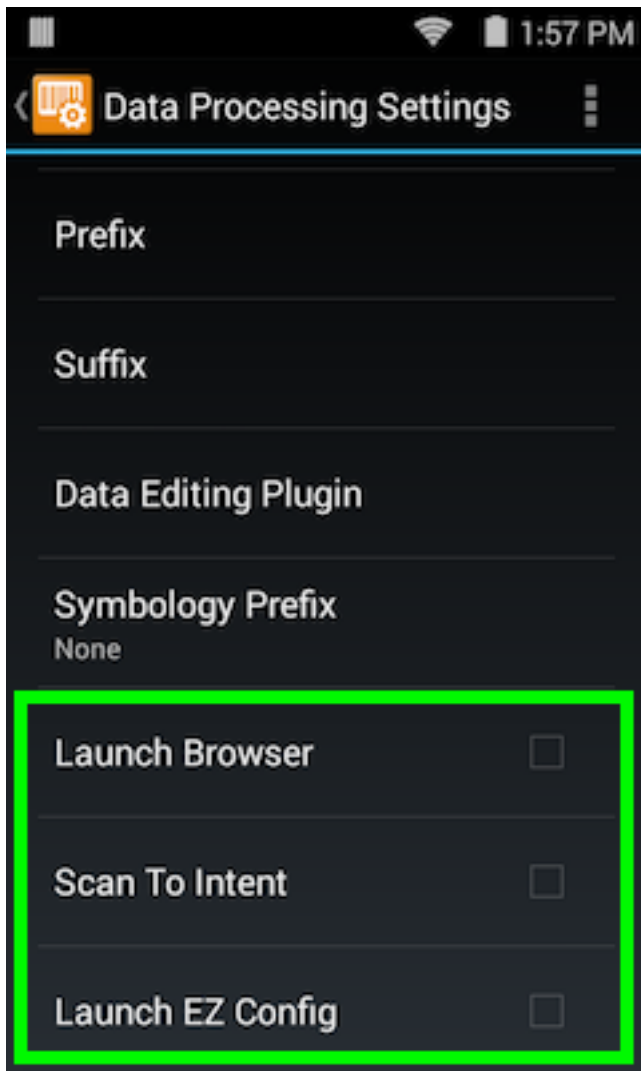 1:57 PM
Data Processing Settings
Prefix
Suffix
Data Editing Plugin
Symbology Prefix
None
Launch Browser
Scan To Intent
Launch EZ Config